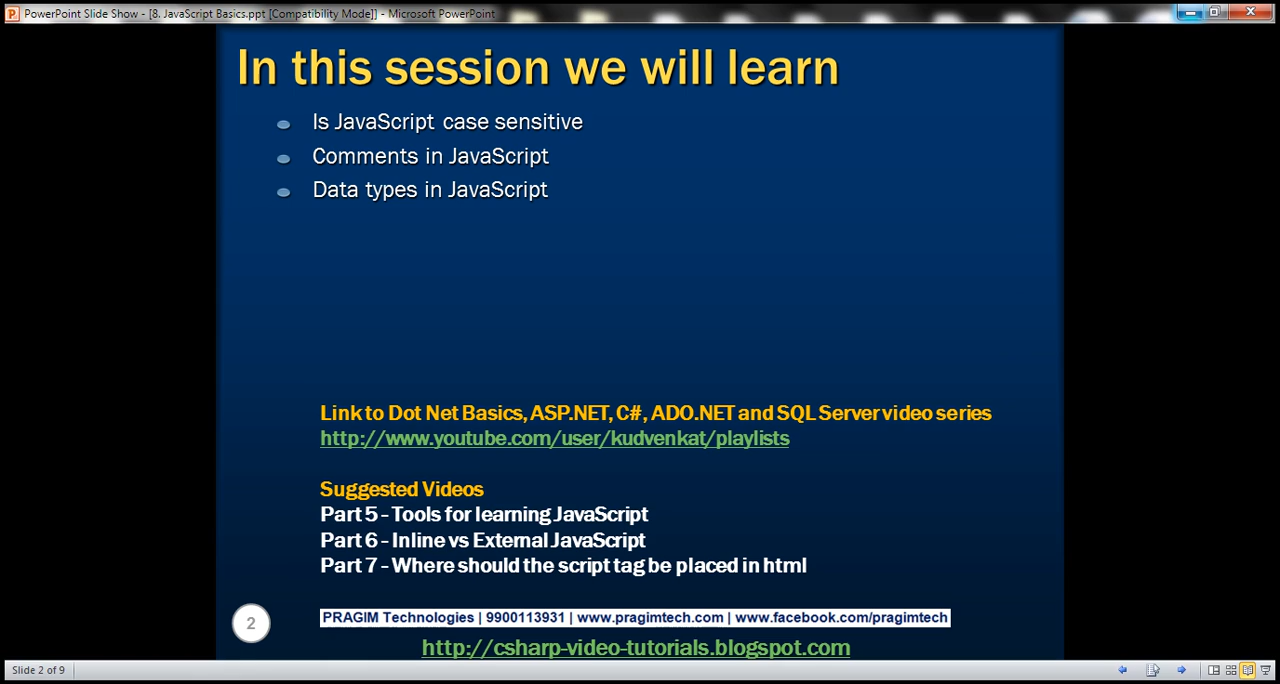 PowerPoint Slide Show - [8. JavaScript Basics.ppt [Compatibility Mode]] - Microsoft PowerPoint
In this session we will learn
Is JavaScript case sensitive
Comments in JavaScript
Data types in JavaScript
Link to Dot Net Basics, ASP.NET, C#, ADO.NET and SQL Server video series
http://www.youtube.com/user/kudvenkat/playlists
Suggested Videos
Part 5 - Tools for learning JavaScript
Part 6 - Inline vs External JavaScript
Part 7 - Where should the script tag be placed in html
2
PRAGIM Technologies | 9900113931 | www.pragimtech.com | www.facebook.com/pragimtech
http://csharp-video-tutorials.blogspot.com
Slide 2 of 9